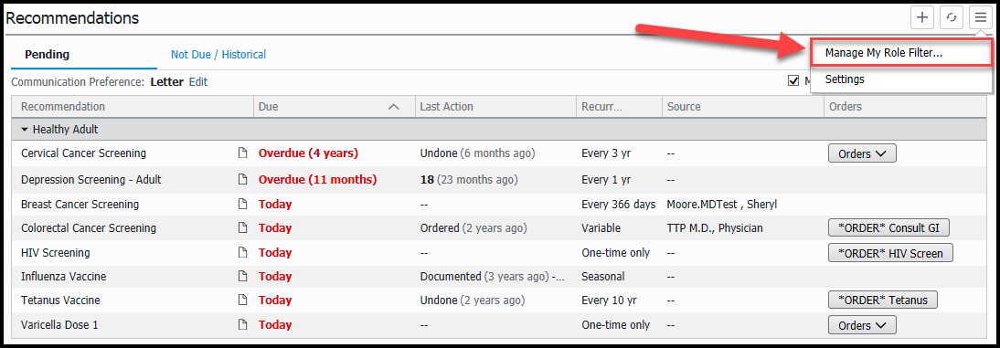 Recommendations
Manage My Role Filter...
Settings
Pending Not Due / Historical
Communication Preference: Letter Edit
Recommendation Due Last Action Recurr... Source Orders
Healthy Adult
Cervical Cancer Screening Overdue (4 years) Undone (6 months ago) Every 3 yr -- Orders
Depression Screening - Adult Overdue (11 months) 18 (23 months ago) Every 1 yr --
Breast Cancer Screening Today -- Every 366 days Moore.MDTest , Sheryl
Colorectal Cancer Screening Today Ordered (2 years ago) Variable TTP M.D., Physician *ORDER* Consult GI
HIV Screening Today -- One-time only -- *ORDER* HIV Screen
Influenza Vaccine Today Documented (3 years ago) -... Seasonal --
Tetanus Vaccine Today Undone (2 years ago) Every 10 yr -- *ORDER* Tetanus
Varicella Dose 1 Today -- One-time only -- Orders